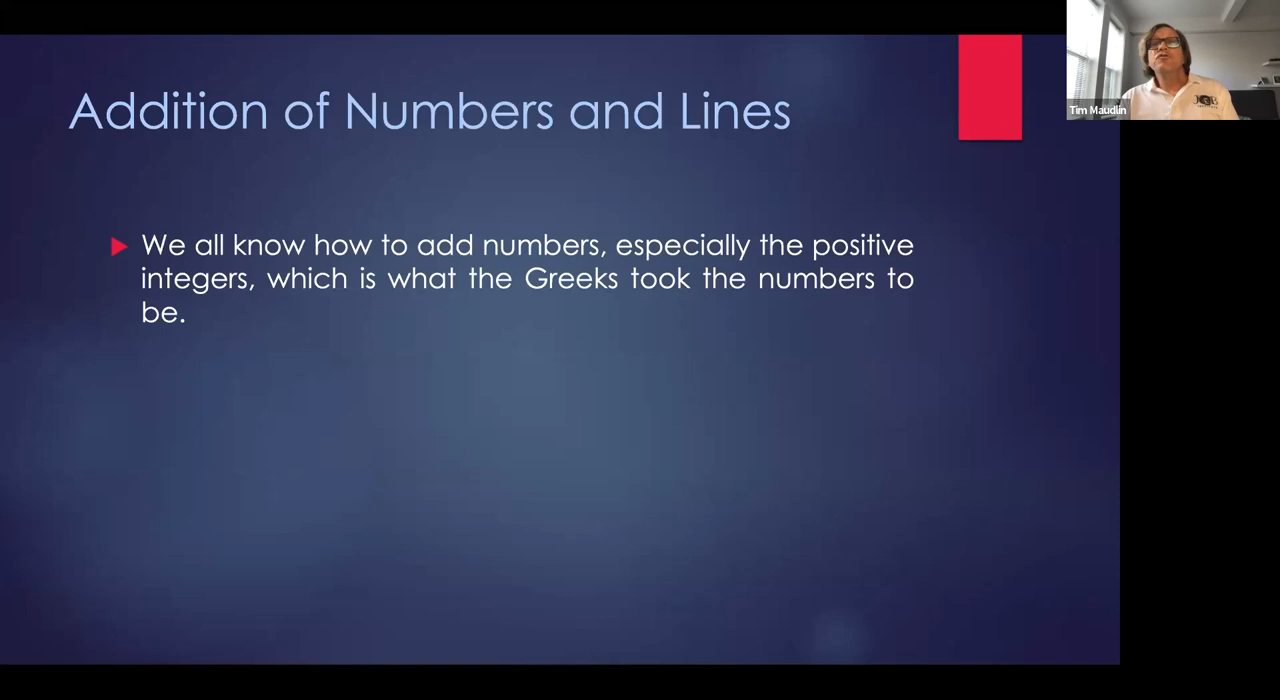 Addition of Numbers and Lines
We all know how to add numbers, especially the positive
integers, which is what the Greeks took the numbers to
be.
Tim Maudlin